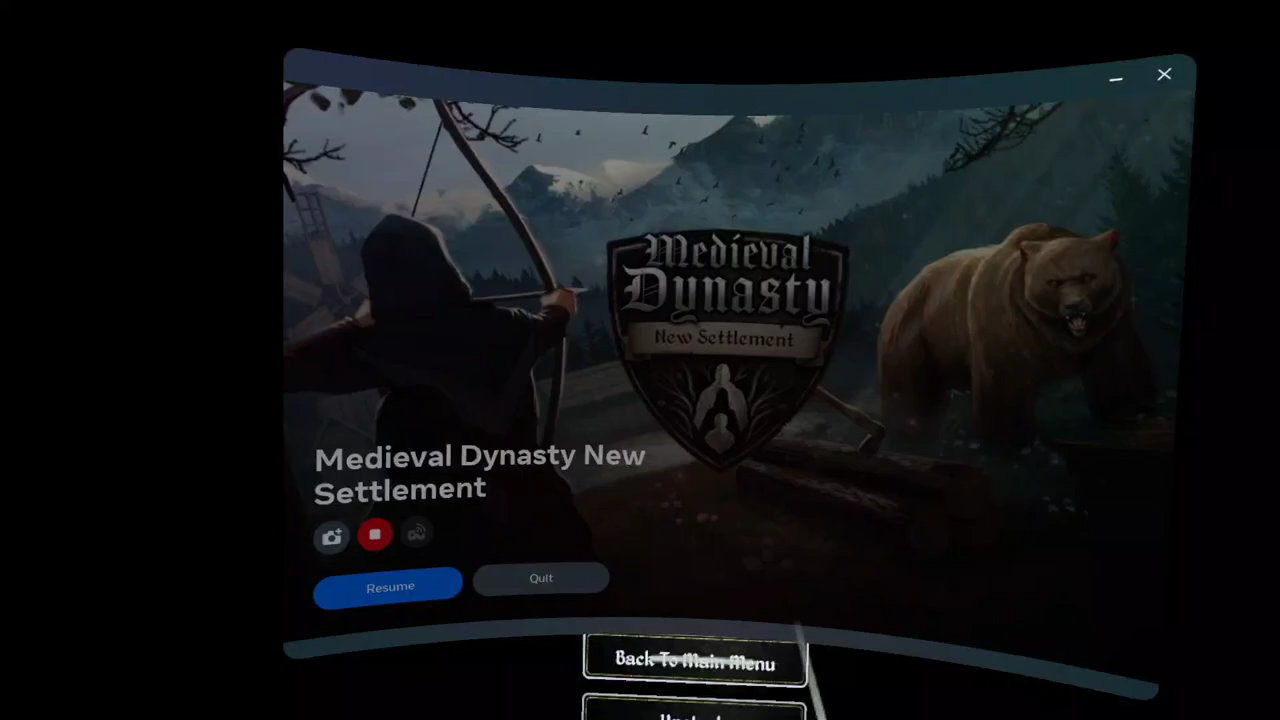 Medieval
Dynasty
New Settlement
Medieval Dynasty New
Settlement
Resume
Quit
Back To Main Menu